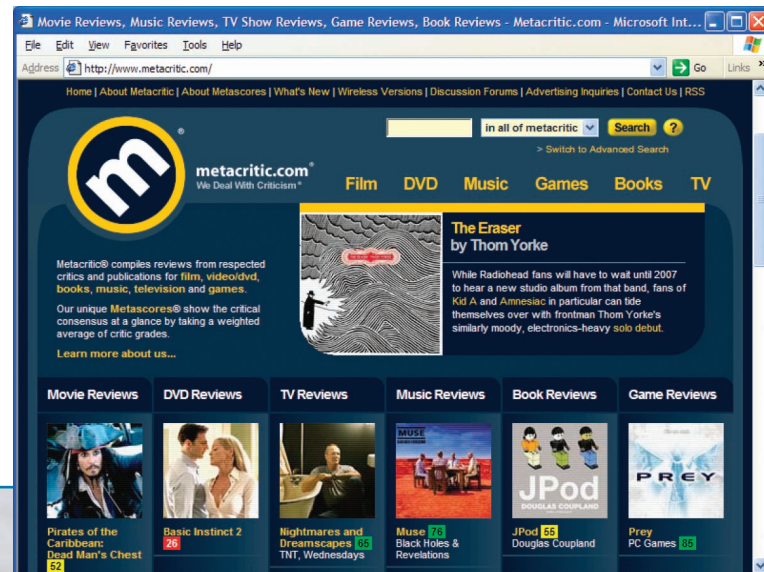 Movie Reviews, Music Reviews, TV Show Reviews, Game Reviews, Book Reviews - Metacritic.com - Microsoft Int...
File Edit View Favorites Tools Help
Address http://www.metacritic.com/ Go Links »
Home | About Metacritic | About Metascores | What's New | Wireless Versions | Discussion Forums | Advertising Inquiries | Contact Us | RSS
in all of metacritic Search ?
> Switch to Advanced Search
m ®
metacritic.com®
We Deal With Criticism®
Film DVD Music Games Books TV
Metacritic® compiles reviews from respected
critics and publications for film, video/dvd,
books, music, television and games.
Our unique Metascores® show the critical
consensus at a glance by taking a weighted
average of critic grades.
Learn more about us...
The Eraser
by Thom Yorke
While Radiohead fans will have to wait until 2007
to hear a new studio album from that band, fans of
Kid A and Amnesiac in particular can tide
themselves over with frontman Thom Yorke's
similarly moody, electronics-heavy solo debut.
Movie Reviews
Pirates of the
Caribbean:
Dead Man's Chest
52
DVD Reviews
Basic Instinct 2
26
TV Reviews
Nightmares and
Dreamscapes 65
TNT, Wednesdays
Music Reviews
MUSE
Muse 76
Black Holes &
Revelations
Book Reviews
JPod
DOUGLAS COUPLAND
JPod 55
Douglas Coupland
Game Reviews
PREY
Prey
PC Games 85